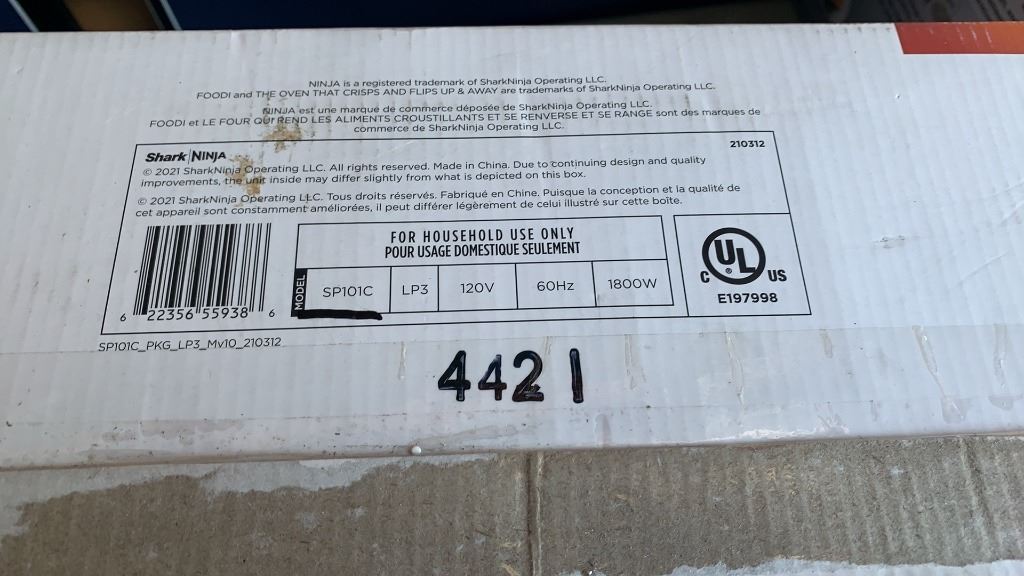 NINJA is a registered trademark of SharkNinja Operating LLC.
FOODI and THE OVEN THAT CRISPS AND FLIPS UP & AWAY are trademarks of SharkNinja Operating LLC.
NINJA est une marque de commerce déposée de SharkNinja Operating LLC.
FOODI et LE FOUR QUI REND LES ALIMENTS CROUSTILLANTS ET SE RENVERSE ET SE RANGE sont des marques de
commerce de SharkNinja Operating LLC.
210312
Shark | NINJA
© 2021 SharkNinja Operating LLC. All rights reserved. Made in China. Due to continuing design and quality
improvements, the unit inside may differ slightly from what is depicted on this box.
© 2021 SharkNinja Operating LLC. Tous droits réservés. Fabriqué en Chine. Puisque la conception et la qualité de
cet appareil sont constamment améliorées, il peut différer légèrement de celui illustré sur cette boîte.
FOR HOUSEHOLD USE ONLY
POUR USAGE DOMESTIQUE SEULEMENT
MODEL SP101C LP3 120V 60Hz 1800W
C UL ® US
E197998
6 22356 55938 6
SP101C_PKG_LP3_Mv10_210312
4421